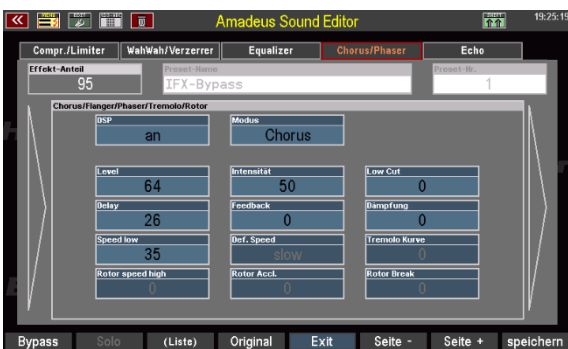 MENU EDIT Amadeus Sound Editor SHIFT 19:25:19
Compr./Limiter WahWah/Verzerrer Equalizer Chorus/Phaser Echo
Effekt-Anteil Preset-Name Preset-Nr.
95 IFX-Bypass 1
Chorus/Flanger/Phaser/Tremolo/Rotor
DSP Modus
an Chorus
Level Intensität Low Cut
64 50 0
Delay Feedback Dämpfung
26 0 0
Speed low Def. Speed Tremolo Kurve
35 slow 0
Rotor speed high Rotor Accl. Rotor Break
0 0 0
Bypass Solo (Liste) Original Exit Seite - Seite + speichern